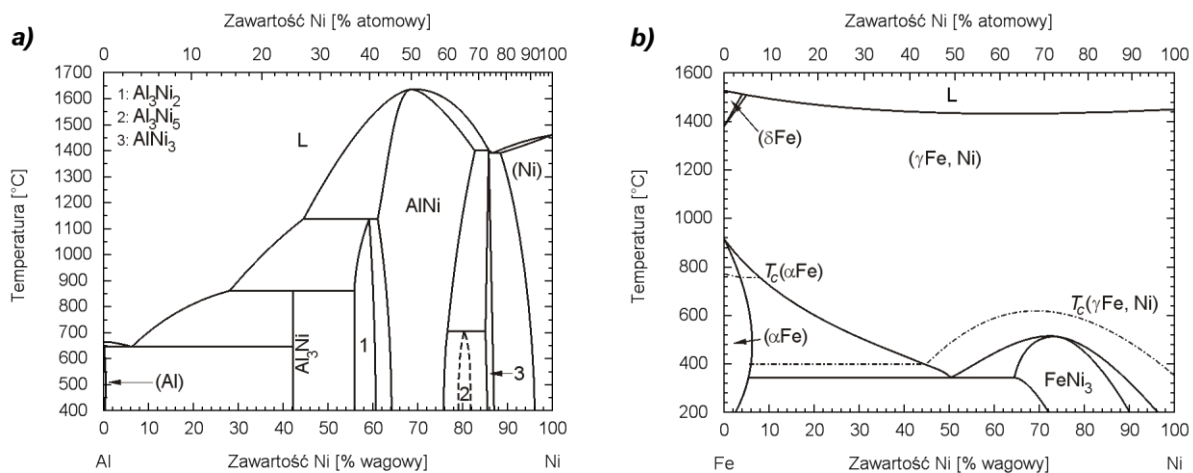 a)
Zawartość Ni [% atomowy]
0 10 20 30 40 50 60 70 80 90 100
Temperatura [°C]
1700
1600
1500
1400
1300
1200
1100
1000
900
800
700
600
500
400
1: Al₃Ni₂
2: Al₃Ni₅
3: AlNi₃
L
(Ni)
AlNi
Al₃Ni
1
(Al)
2
3
0 10 20 30 40 50 60 70 80 90 100
Al Zawartość Ni [% wagowy] Ni
b)
Zawartość Ni [% atomowy]
0 10 20 30 40 50 60 70 80 90 100
Temperatura [°C]
1600
1400
1200
1000
800
600
400
200
L
(δFe)
(γFe, Ni)
Tc(αFe)
Tc(γFe, Ni)
(αFe)
FeNi₃
0 10 20 30 40 50 60 70 80 90 100
Fe Zawartość Ni [% wagowy] Ni